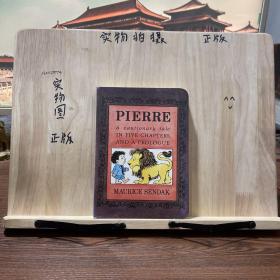 实物拍摄
正版
实物图
正版
^^
PIERRE
a cautionary tale
IN FIVE CHAPTERS
AND A PROLOGUE
MAURICE SENDAK